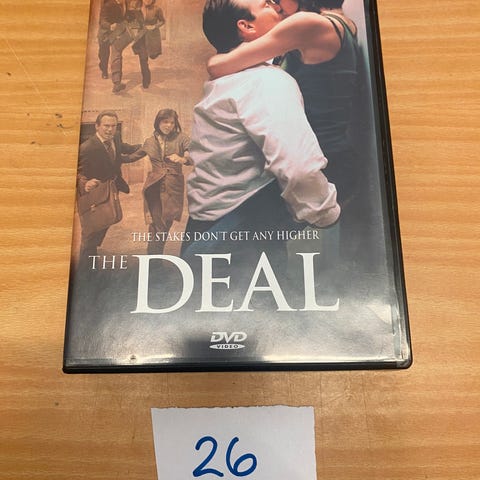 THE STAKES DON'T GET ANY HIGHER
THE DEAL
DVD
VIDEO
26